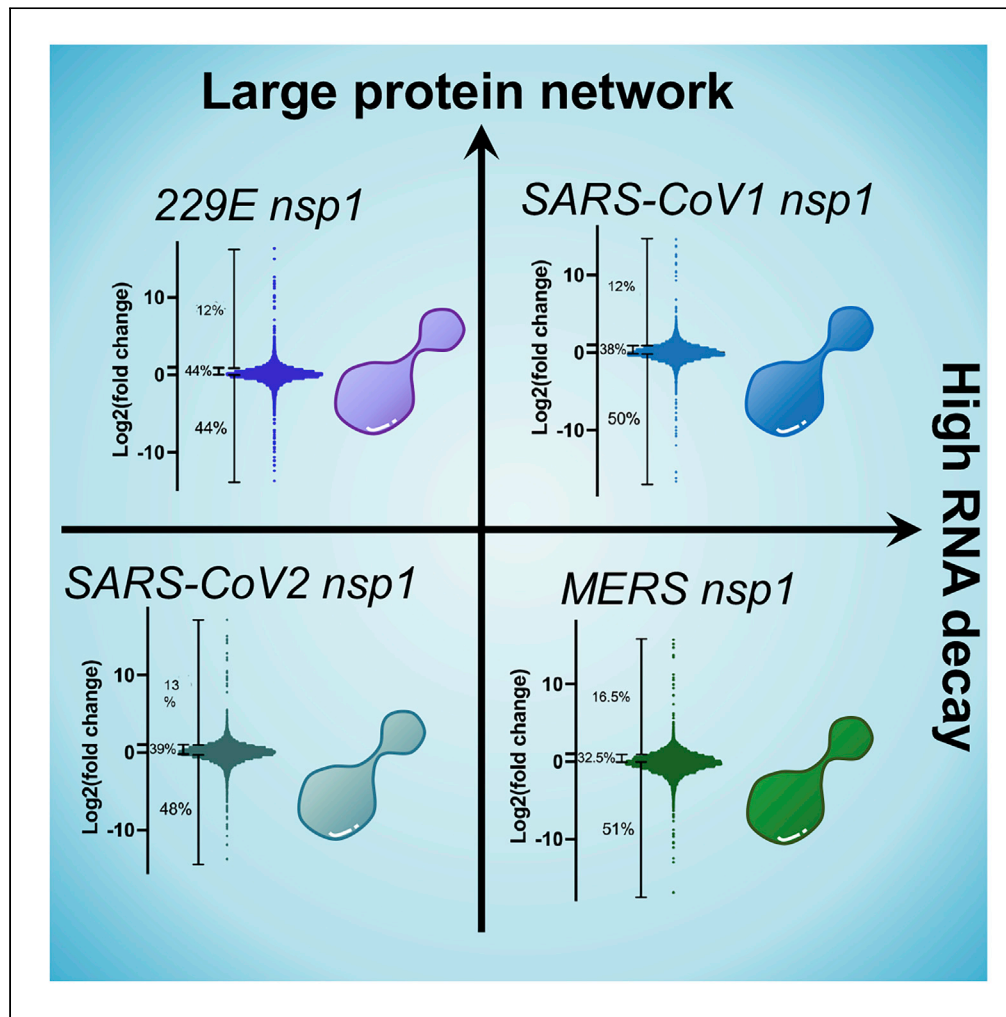 Large protein network
High RNA decay
229E nsp1
Log2(fold change)
10
0
-10
12%
44%
44%
SARS-CoV1 nsp1
Log2(fold change)
10
0
-10
12%
38%
50%
SARS-CoV2 nsp1
Log2(fold change)
10
0
-10
13
%
39%
48%
MERS nsp1
Log2(fold change)
10
0
-10
16.5%
32.5%
51%